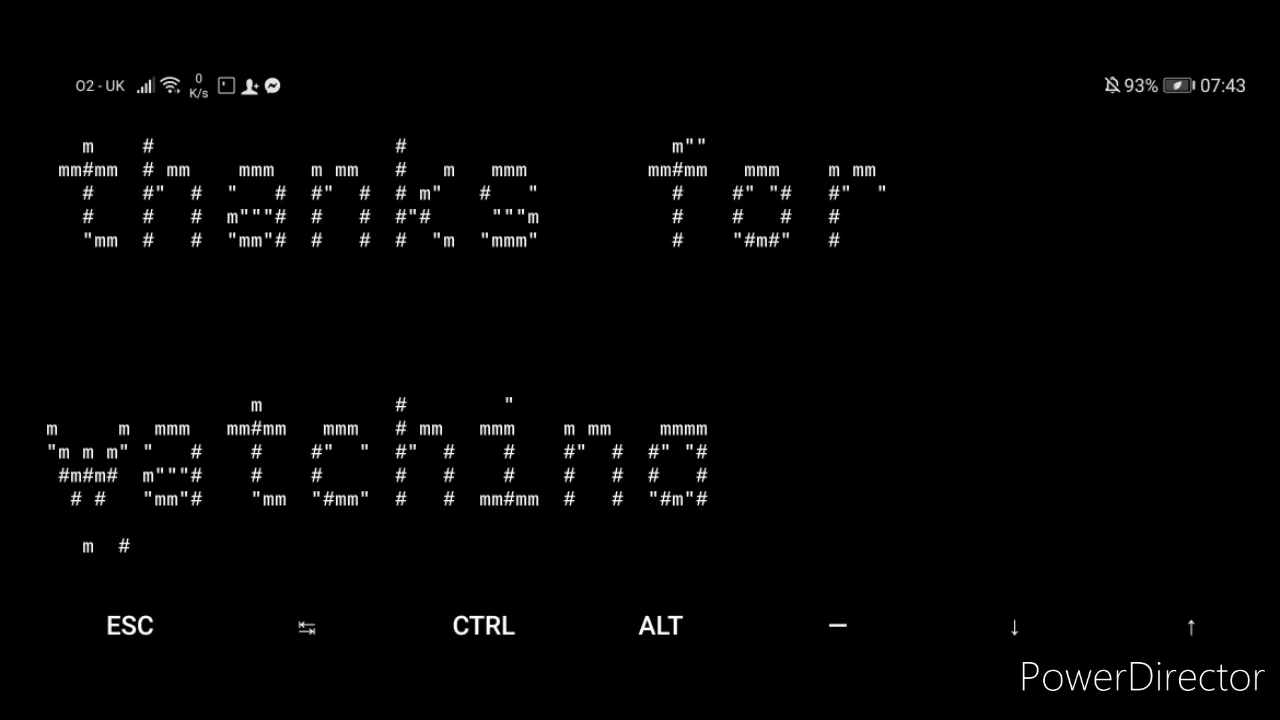 O2 - UK 0 K/s 93% 07:43
thanks for
watching
ESC CTRL ALT — ↓ ↑
PowerDirector